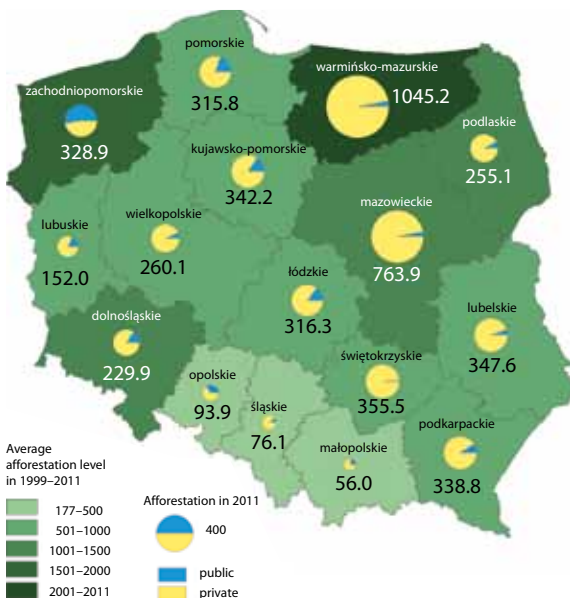 pomorskie
315.8
warmińsko-mazurskie
1045.2
zachodniopomorskie
328.9
podlaskie
255.1
kujawsko-pomorskie
342.2
mazowieckie
763.9
lubuskie
152.0
wielkopolskie
260.1
łódzkie
316.3
lubelskie
347.6
dolnośląskie
229.9
świętokrzyskie
355.5
opolskie
93.9
śląskie
76.1
małopolskie
56.0
podkarpackie
338.8
Average
afforestation level
in 1999–2011
177–500
501–1000
1001–1500
1501–2000
2001–2011
Afforestation in 2011
400
public
private